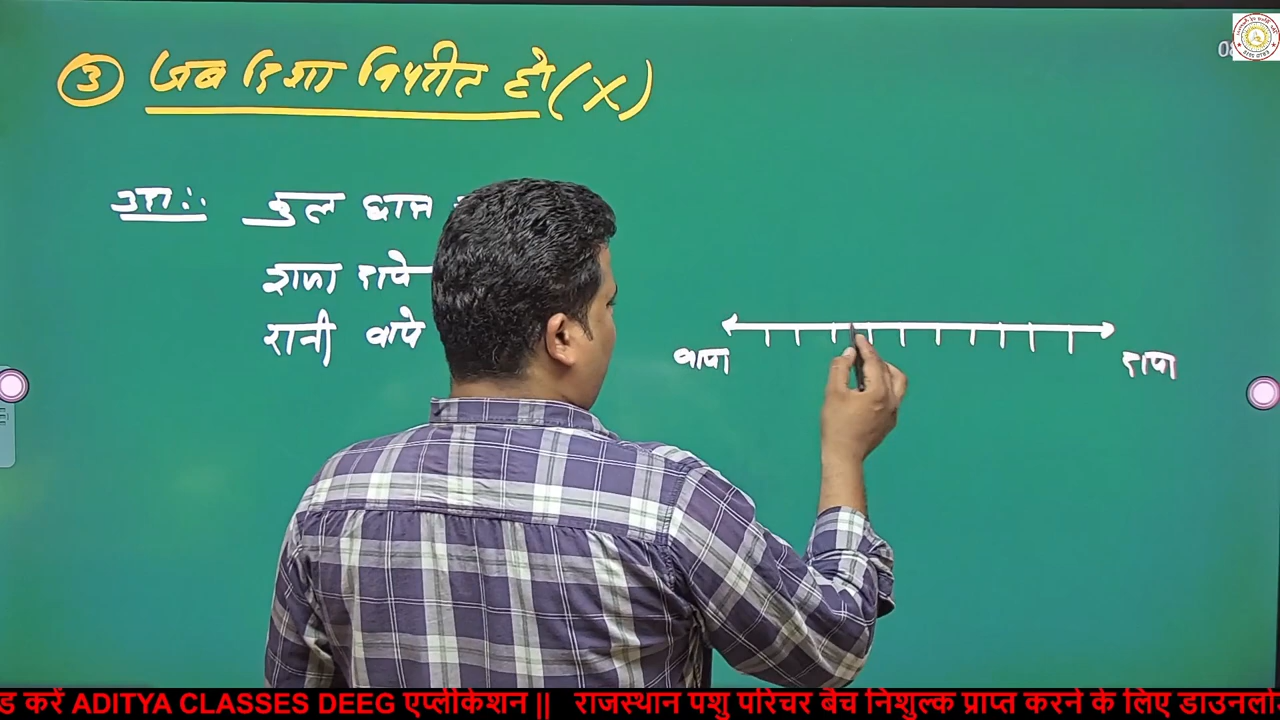 ③ जब दिशा विपरीत हो (X)
उदा:. कुल छात्र
राजा दांये
रानी बांये
बांया
दांया
ड करें ADITYA CLASSES DEEG एप्लीकेशन || राजस्थान पशु परिचर बैच निशुल्क प्राप्त करने के लिए डाउनलो